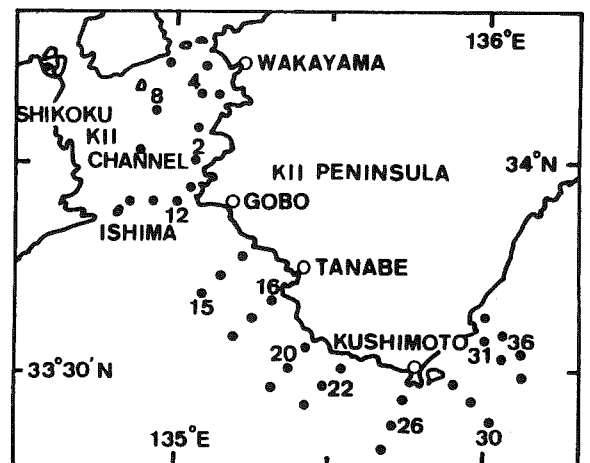 136°E
WAKAYAMA
4
8
SHIKOKU
KII
CHANNEL
2
34°N
KII PENINSULA
GOBO
12
ISHIMA
TANABE
16
15
KUSHIMOTO
36
31
20
33°30'N
22
26
30
135°E